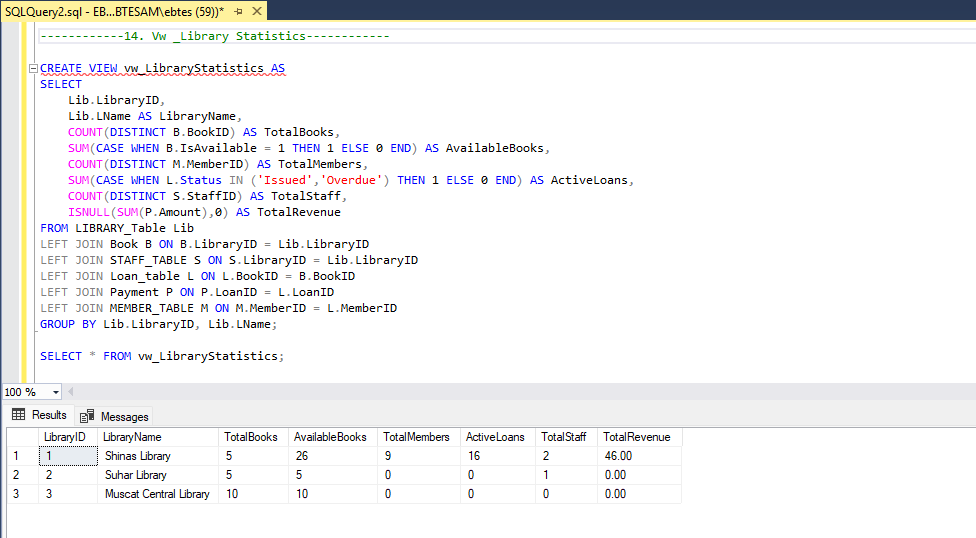 SQLQuery2.sql - EB...BTESAM\ebtes (59))*
------------14. Vw _Library Statistics------------
CREATE VIEW vw_LibraryStatistics AS
SELECT
Lib.LibraryID,
Lib.LName AS LibraryName,
COUNT(DISTINCT B.BookID) AS TotalBooks,
SUM(CASE WHEN B.IsAvailable = 1 THEN 1 ELSE 0 END) AS AvailableBooks,
COUNT(DISTINCT M.MemberID) AS TotalMembers,
SUM(CASE WHEN L.Status IN ('Issued','Overdue') THEN 1 ELSE 0 END) AS ActiveLoans,
COUNT(DISTINCT S.StaffID) AS TotalStaff,
ISNULL(SUM(P.Amount),0) AS TotalRevenue
FROM LIBRARY_Table Lib
LEFT JOIN Book B ON B.LibraryID = Lib.LibraryID
LEFT JOIN STAFF_TABLE S ON S.LibraryID = Lib.LibraryID
LEFT JOIN Loan_table L ON L.BookID = B.BookID
LEFT JOIN Payment P ON P.LoanID = L.LoanID
LEFT JOIN MEMBER_TABLE M ON M.MemberID = L.MemberID
GROUP BY Lib.LibraryID, Lib.LName;
SELECT * FROM vw_LibraryStatistics;
100 %
Results Messages
LibraryID LibraryName TotalBooks AvailableBooks TotalMembers ActiveLoans TotalStaff TotalRevenue
1 1 Shinas Library 5 26 9 16 2 46.00
2 2 Suhar Library 5 5 0 0 1 0.00
3 3 Muscat Central Library 10 10 0 0 0 0.00